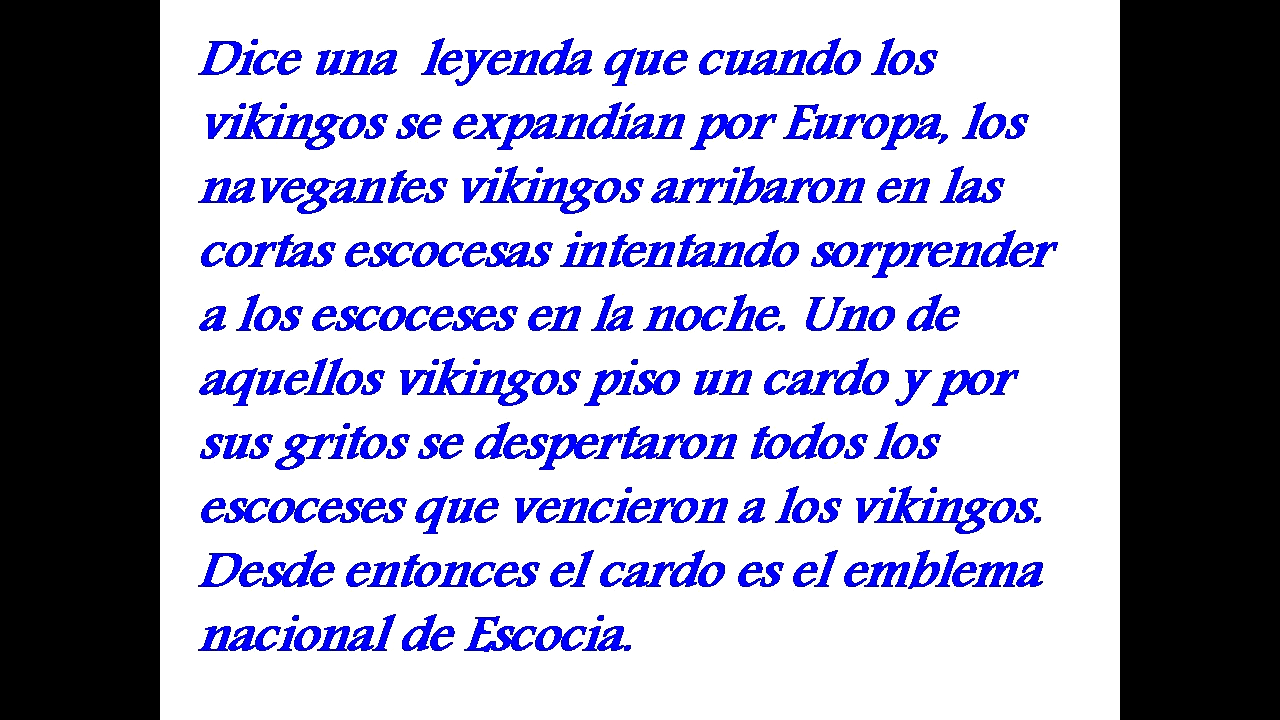 Dice una  leyenda que cuando los
vikingos se expandían por Europa, los
navegantes vikingos arribaron en las
cortas escocesas intentando sorprender
a los escoceses en la noche. Uno de
aquellos vikingos piso un cardo y por
sus gritos se despertaron todos los
escoceses que vencieron a los vikingos.
Desde entonces el cardo es el emblema
nacional de Escocia.